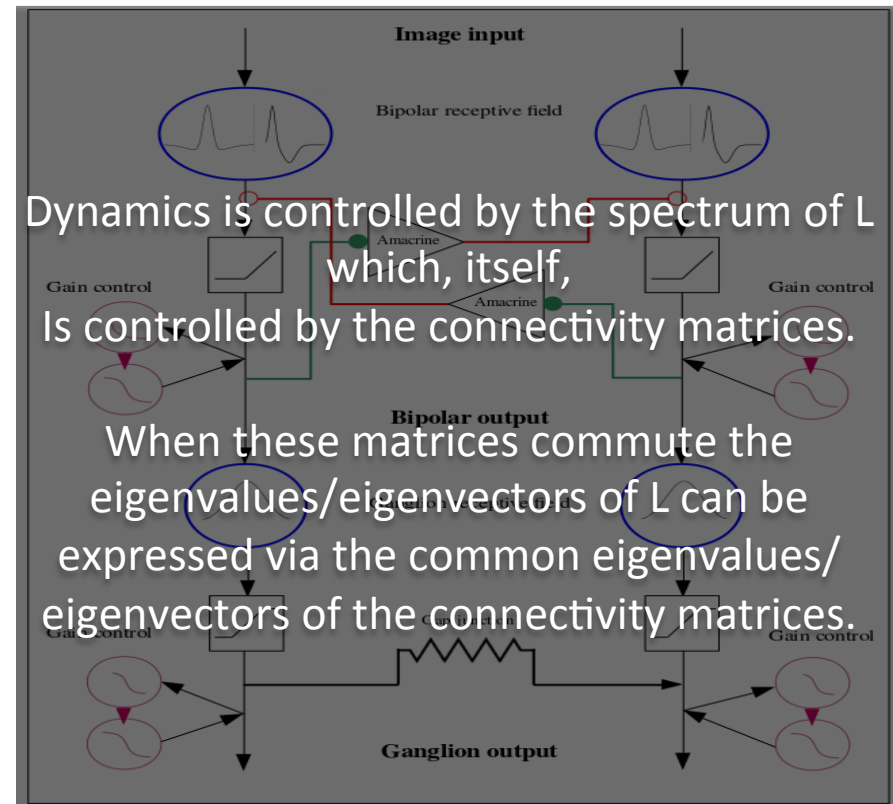 Image input
Bipolar receptive field
Dynamics is controlled by the spectrum of L
Amacrine
which, itself,
Gain control
Gain control
Amacrine
Is controlled by the connectivity matrices.
Bipolar output
When these matrices commute the
eigenvalues/eigenvectors of L can be
expressed via the common eigenvalues/
eigenvectors of the connectivity matrices.
Gain control
Gain control
Ganglion output